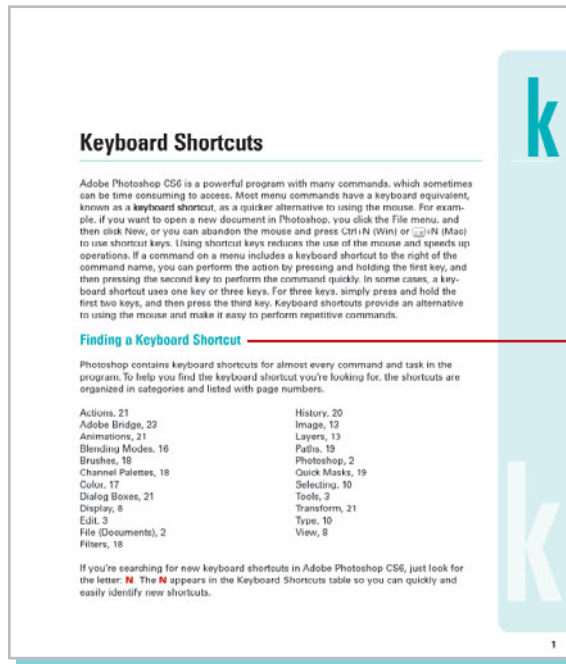 k
Keyboard Shortcuts
Adobe Photoshop CS6 is a powerful program with many commands, which sometimes
can be time consuming to access. Most menu commands have a keyboard equivalent,
known as a keyboard shortcut, as a quicker alternative to using the mouse. For exam-
ple, if you want to open a new document in Photoshop, you click the File menu, and
then click New, or you can abandon the mouse and press Ctrl+N (Win) or +N (Mac)
to use shortcut keys. Using shortcut keys reduces the use of the mouse and speeds up
operations. If a command on a menu includes a keyboard shortcut to the right of the
command name, you can perform the action by pressing and holding the first key, and
then pressing the second key to perform the command quickly. In some cases, a key-
board shortcut uses one key or three keys. For three keys, simply press and hold the
first two keys, and then press the third key. Keyboard shortcuts provide an alternative
to using the mouse and make it easy to perform repetitive commands.
Finding a Keyboard Shortcut
Photoshop contains keyboard shortcuts for almost every command and task in the
program. To help you find the keyboard shortcut you're looking for, the shortcuts are
organized in categories and listed with page numbers.
Actions, 21
Adobe Bridge, 23
Animations, 21
Blending Modes, 16
Brushes, 18
Channel Palettes, 18
Color, 17
Dialog Boxes, 21
Display, 8
Edit, 3
File (Documents), 2
Filters, 18
History, 20
Image, 13
Layers, 13
Paths, 19
Photoshop, 2
Quick Masks, 19
Selecting, 10
Tools, 3
Transform, 21
Type, 10
View, 8
If you're searching for new keyboard shortcuts in Adobe Photoshop CS6, just look for
the letter: N. The N appears in the Keyboard Shortcuts table so you can quickly and
easily identify new shortcuts.
k
1